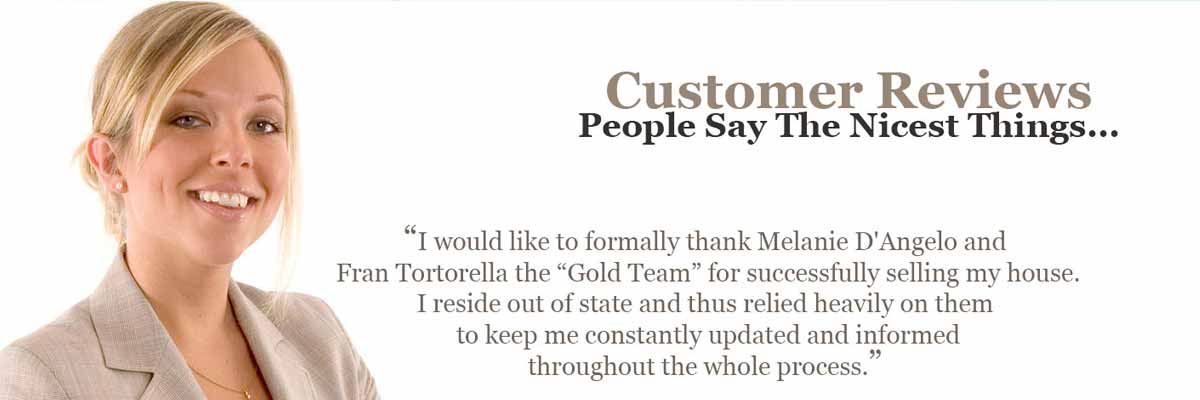 Customer Reviews
People Say The Nicest Things...
“I would like to formally thank Melanie D'Angelo and
Fran Tortorella the “Gold Team” for successfully selling my house.
I reside out of state and thus relied heavily on them
to keep me constantly updated and informed
throughout the whole process.”